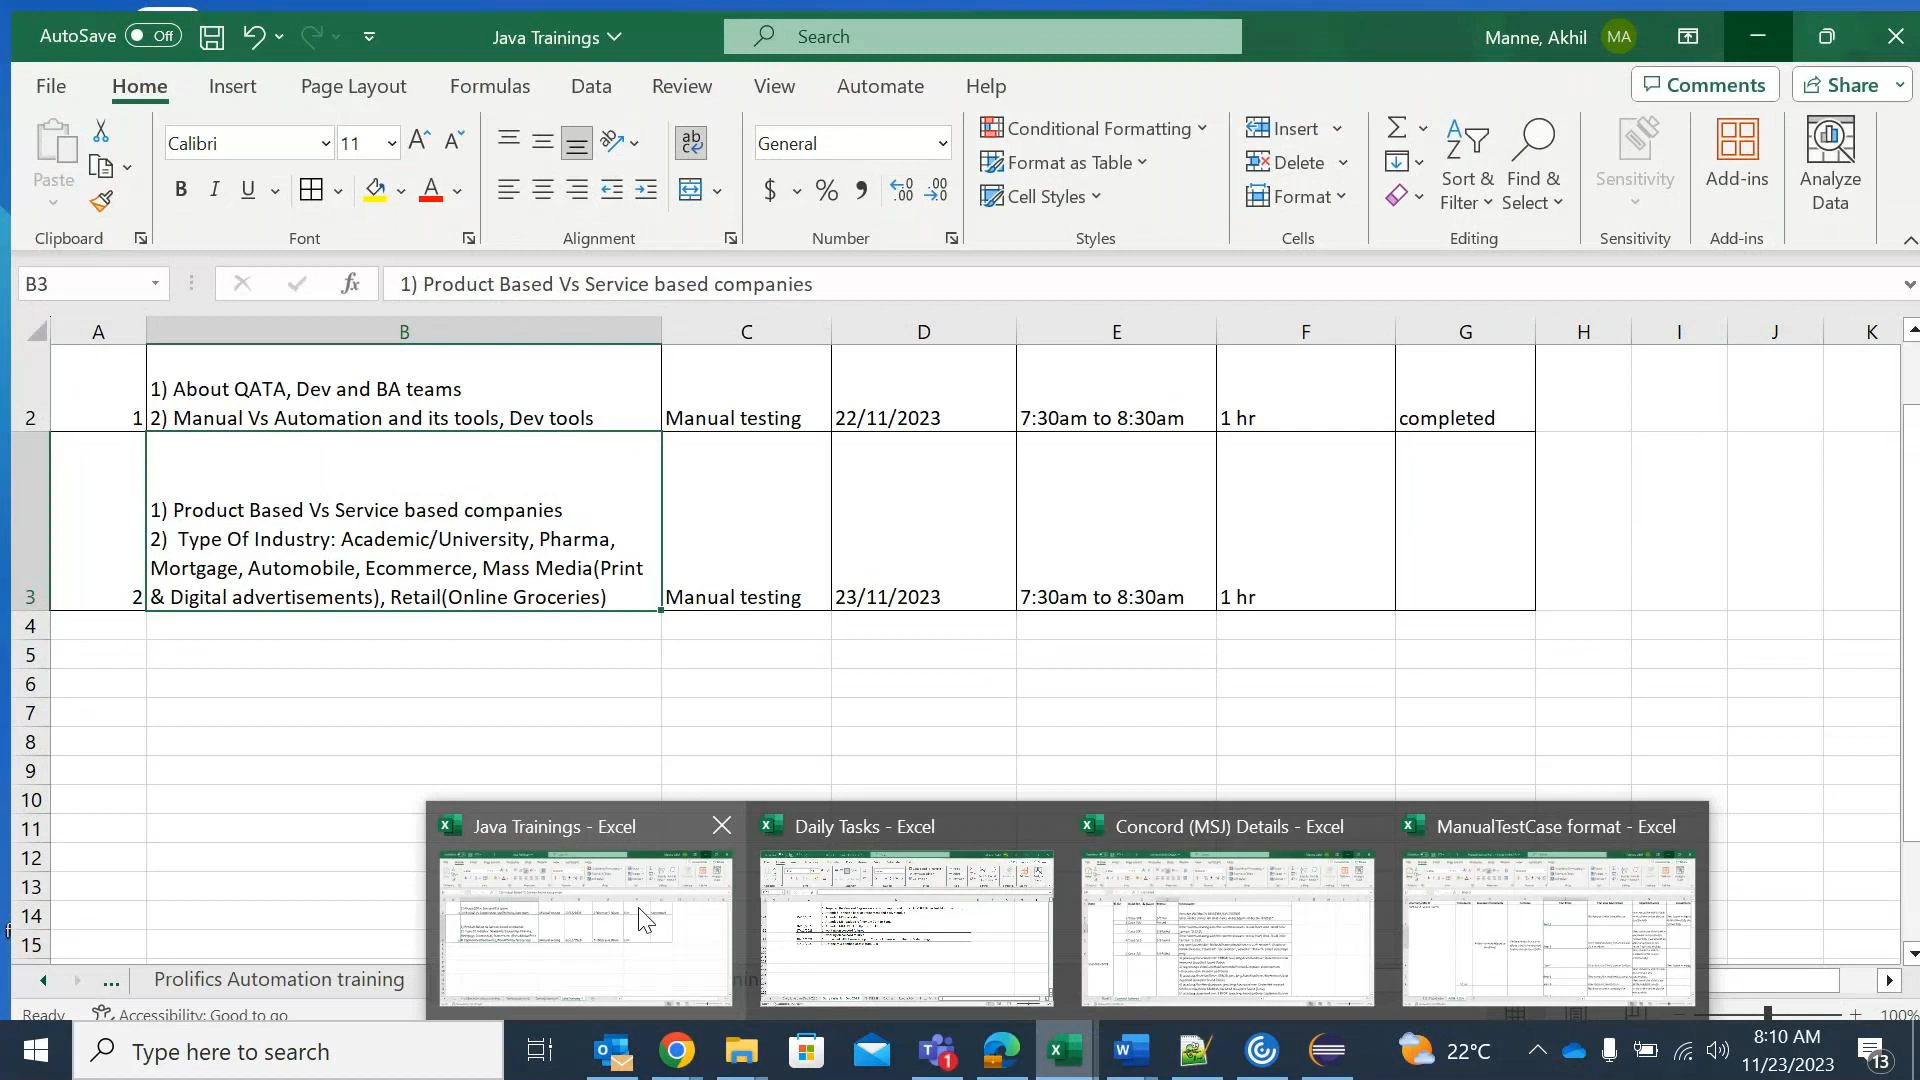 AutoSave Off Java Trainings Search Manne, Akhil MA
File Home Insert Page Layout Formulas Data Review View Automate Help Comments Share
Paste Calibri 11 ab General Conditional Formatting Format as Table Cell Styles Insert Delete Format Sort & Filter Find & Select Sensitivity Add-ins Analyze Data
Clipboard Font Alignment Number Styles Cells Editing Sensitivity Add-ins
B3 fx 1) Product Based Vs Service based companies
A B C D E F G H I J K
1) About QATA, Dev and BA teams
2 1 2) Manual Vs Automation and its tools, Dev tools Manual testing 22/11/2023 7:30am to 8:30am 1 hr completed
1) Product Based Vs Service based companies
2) Type Of Industry: Academic/University, Pharma,
Mortgage, Automobile, Ecommerce, Mass Media(Print
3 2 & Digital advertisements), Retail(Online Groceries) Manual testing 23/11/2023 7:30am to 8:30am 1 hr
4
5
6
7
8
9
10
11
12
13
14
15
Java Trainings - Excel Daily Tasks - Excel Concord (MSJ) Details - Excel ManualTestCase format - Excel
... Prolifics Automation training
Ready Accessibility: Good to go 100%
Type here to search 1 22°C 8:10 AM
11/23/2023 13